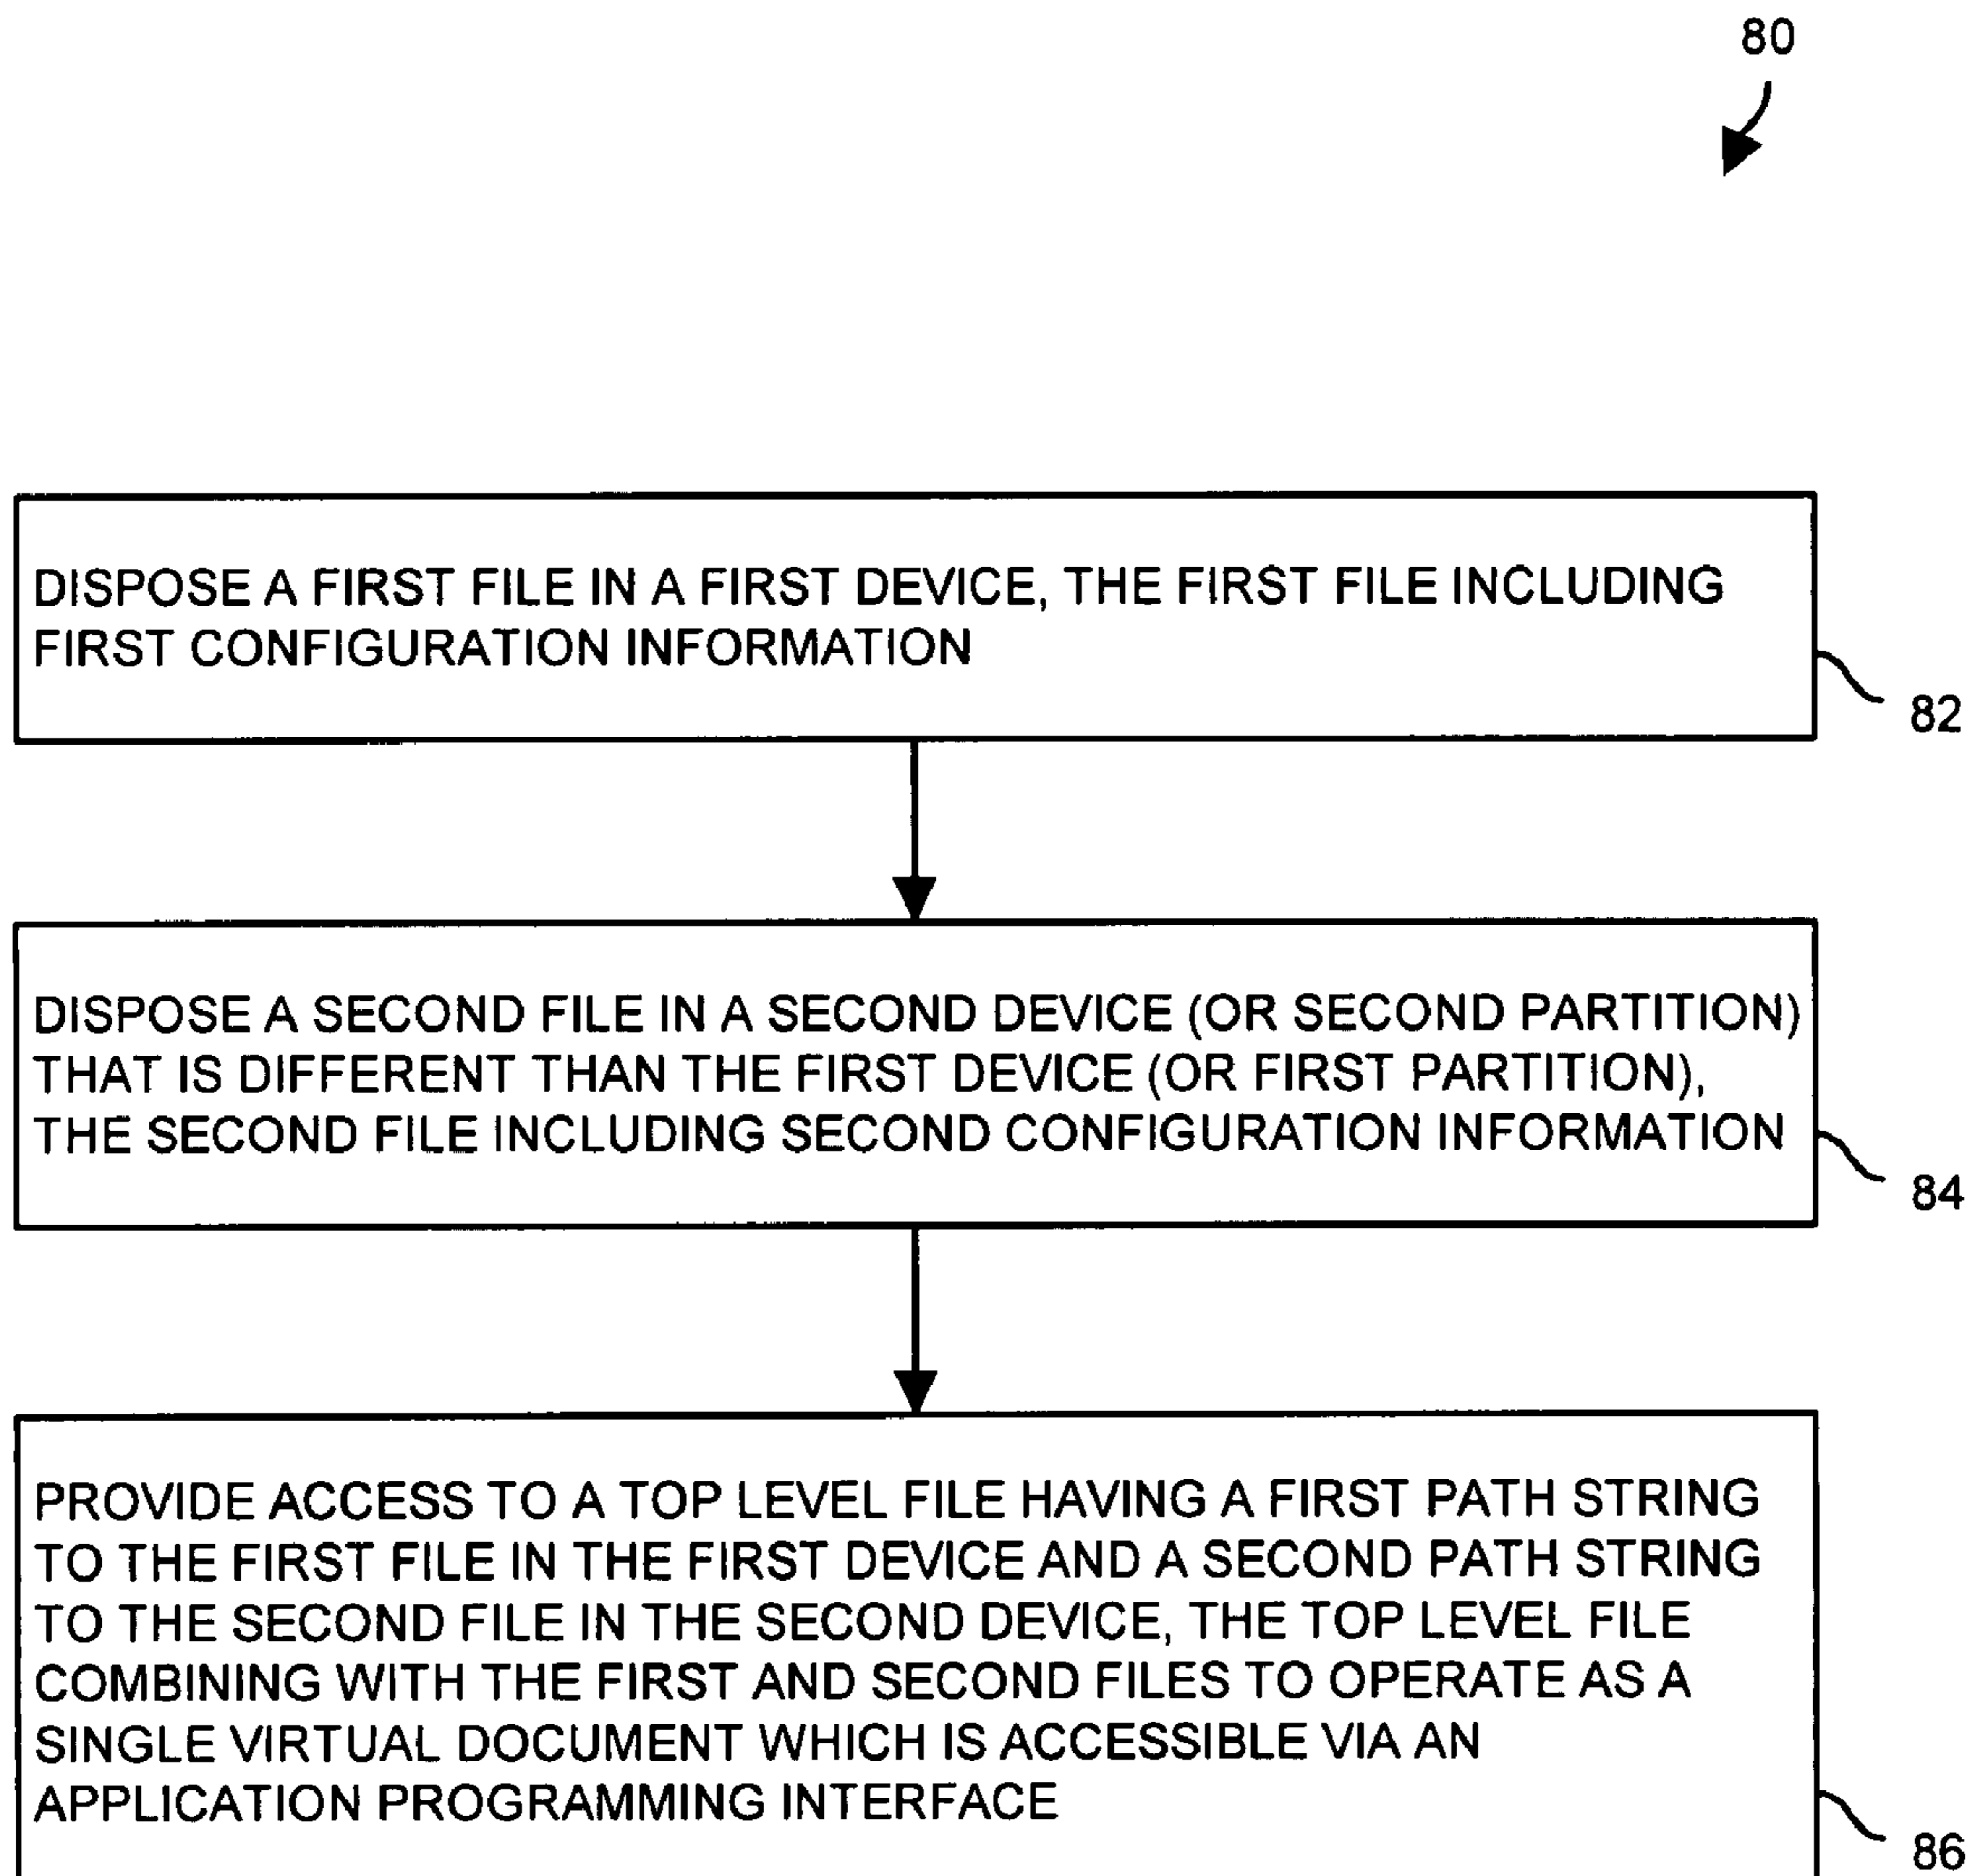 80
DISPOSE A FIRST FILE IN A FIRST DEVICE, THE FIRST FILE INCLUDING
FIRST CONFIGURATION INFORMATION
82
DISPOSE A SECOND FILE IN A SECOND DEVICE (OR SECOND PARTITION)
THAT IS DIFFERENT THAN THE FIRST DEVICE (OR FIRST PARTITION),
THE SECOND FILE INCLUDING SECOND CONFIGURATION INFORMATION
84
PROVIDE ACCESS TO A TOP LEVEL FILE HAVING A FIRST PATH STRING
TO THE FIRST FILE IN THE FIRST DEVICE AND A SECOND PATH STRING
TO THE SECOND FILE IN THE SECOND DEVICE, THE TOP LEVEL FILE
COMBINING WITH THE FIRST AND SECOND FILES TO OPERATE AS A
SINGLE VIRTUAL DOCUMENT WHICH IS ACCESSIBLE VIA AN
APPLICATION PROGRAMMING INTERFACE
86